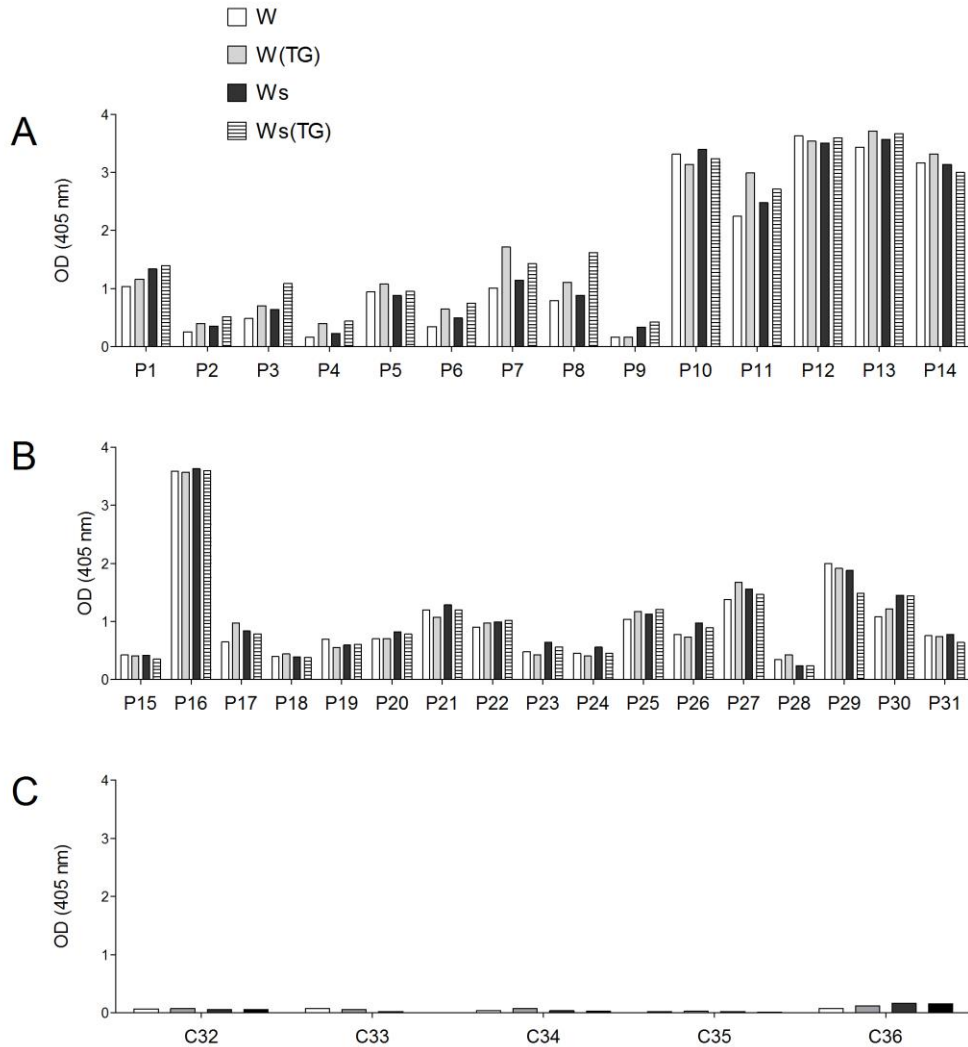 W
W(TG)
Ws
Ws(TG)
A
OD (405 nm)
4
3
2
1
0
P1 P2 P3 P4 P5 P6 P7 P8 P9 P10 P11 P12 P13 P14
B
OD (405 nm)
4
3
2
1
0
P15 P16 P17 P18 P19 P20 P21 P22 P23 P24 P25 P26 P27 P28 P29 P30 P31
C
OD (405 nm)
4
3
2
1
0
C32 C33 C34 C35 C36